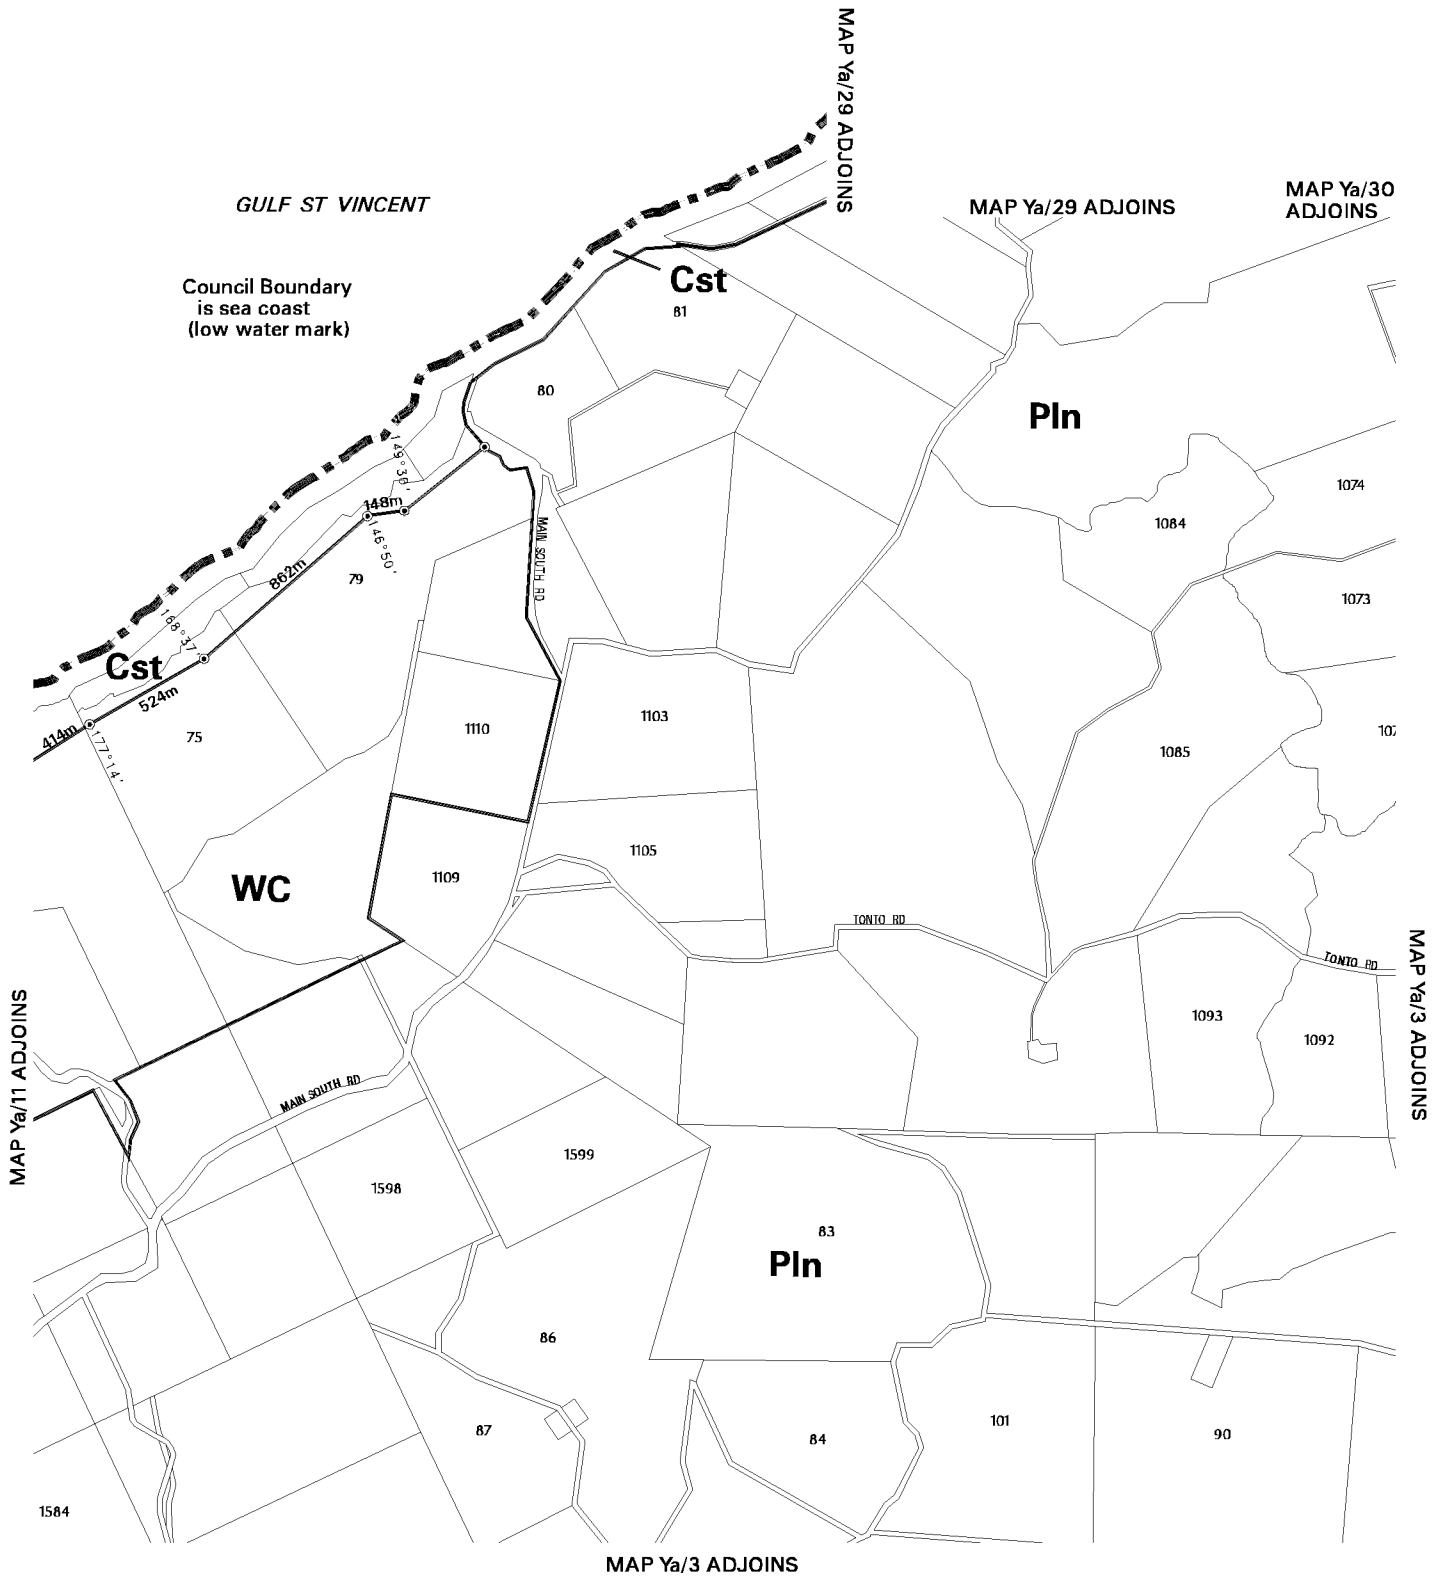 MAP Ya/29 ADJOINS
GULF ST VINCENT
MAP Ya/29 ADJOINS
MAP Ya/30
ADJOINS
Council Boundary
is sea coast
(low water mark)
Cst
81
80
Pln
149°36'
148m
146°50'
1074
1084
MAIN SOUTH RD
862m
79
1073
168°37'
Cst
524m
414m
177°14'
75
1110
1103
1085
107
1105
WC
1109
TONTO RD
TONTO RD
MAP Ya/3 ADJOINS
MAP Ya/11 ADJOINS
1093
1092
MAIN SOUTH RD
1599
1598
83
Pln
86
87
84
101
90
1584
MAP Ya/3 ADJOINS